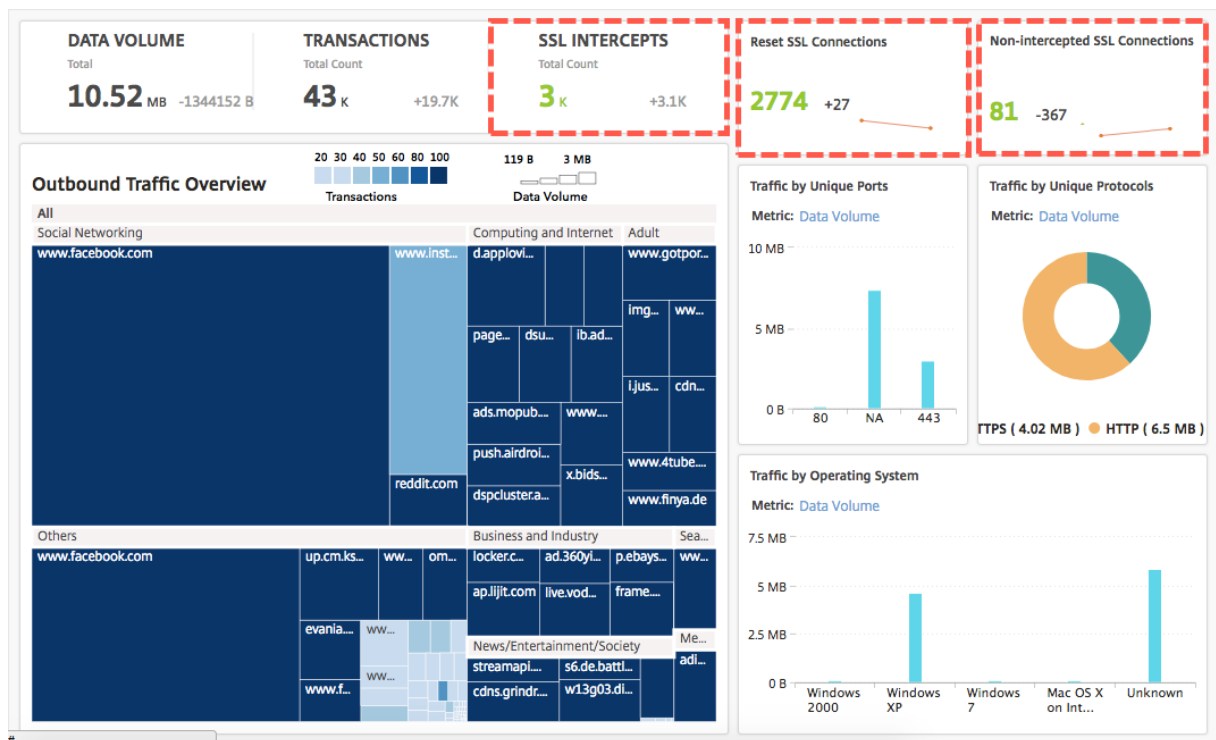 DATA VOLUME
Total
10.52 MB -1344152 B
TRANSACTIONS
Total Count
43 K +19.7K
SSL INTERCEPTS
Total Count
3 K +3.1K
Reset SSL Connections
2774 +27
Non-intercepted SSL Connections
81 -367
Outbound Traffic Overview
20 30 40 50 60 80 100
Transactions
119 B 3 MB
Data Volume
All
Social Networking
www.facebook.com
www.inst...
reddit.com
Computing and Internet
d.applovi...
page... dsu... ib.ad...
ads.mopub.... www....
push.airdroi...
x.bids...
dspcluster.a...
Adult
www.gotpor...
img... ww...
i.jus... cdn...
www.4tube....
www.finya.de
Others
www.facebook.com
up.cm.ks... ww... om...
evania.... ww...
ww...
www.f...
Business and Industry
locker.c... ad.360yi... p.ebays...
ap.lijit.com live.vod... frame....
Sea...
ww...
News/Entertainment/Society
streamapi.... s6.de.battl...
cdns.grindr.... w13g03.di...
Me...
adi...
Traffic by Unique Ports
Metric: Data Volume
10 MB
5 MB
0 B
80 NA 443
Traffic by Unique Protocols
Metric: Data Volume
TTPS ( 4.02 MB ) HTTP ( 6.5 MB )
Traffic by Operating System
Metric: Data Volume
7.5 MB
5 MB
2.5 MB
0 B
Windows 2000
Windows XP
Windows 7
Mac OS X on Int...
Unknown
#